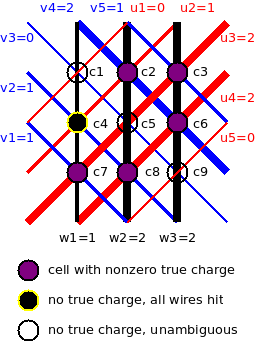 v4=2 v5=1 u1=0 u2=1
v3=0 u3=2
c1 c2 c3
v2=1 u4=2
c4 c5 c6
v1=1 u5=0
c7 c8 c9
w1=1 w2=2 w3=2
cell with nonzero true charge
no true charge, all wires hit
no true charge, unambiguous